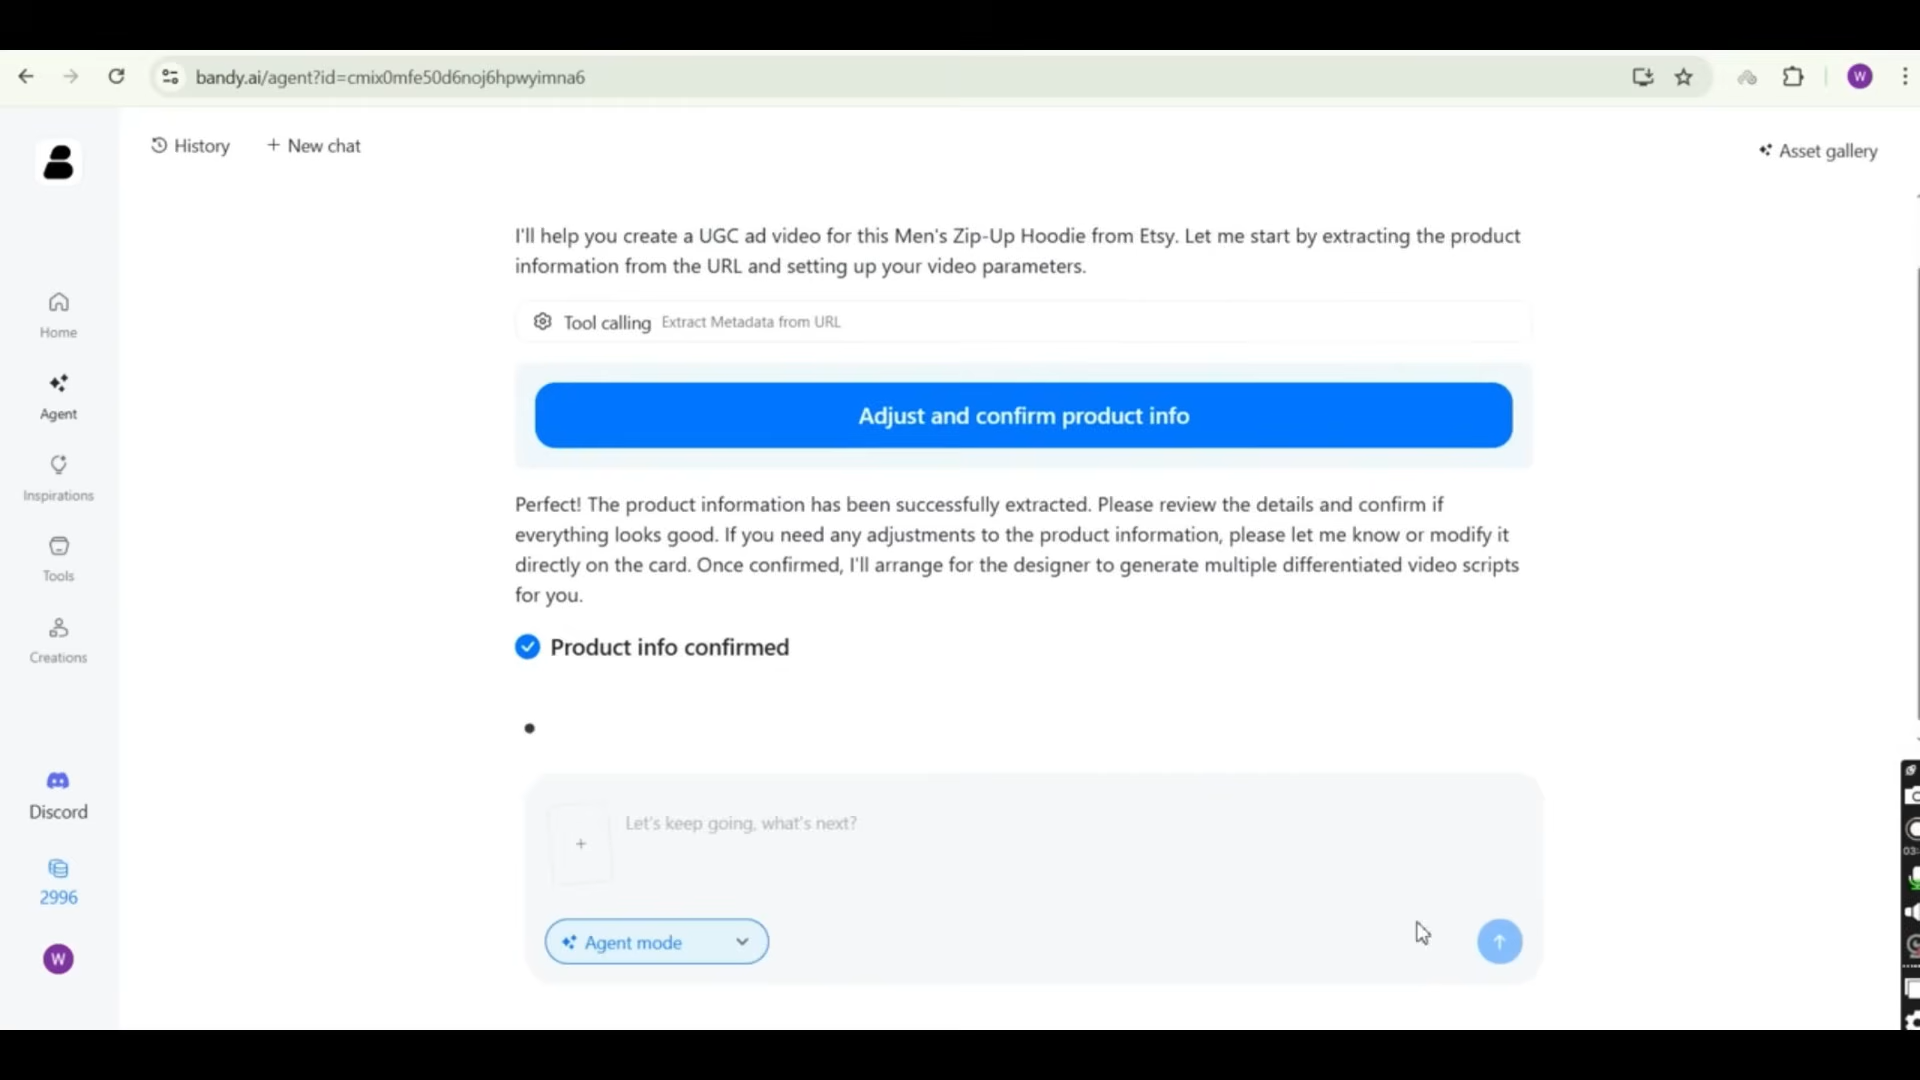 bandy.ai/agent?id=cmix0mfe50d6noj6hpwyimna6
W
History
+ New chat
Asset gallery
I'll help you create a UGC ad video for this Men's Zip-Up Hoodie from Etsy. Let me start by extracting the product
information from the URL and setting up your video parameters.
Tool calling Extract Metadata from URL
Adjust and confirm product info
Perfect! The product information has been successfully extracted. Please review the details and confirm if
everything looks good. If you need any adjustments to the product information, please let me know or modify it
directly on the card. Once confirmed, I'll arrange for the designer to generate multiple differentiated video scripts
for you.
Product info confirmed
Let's keep going, what's next?
+
Agent mode
Home
Agent
Inspirations
Tools
Creations
Discord
2996
W
03: